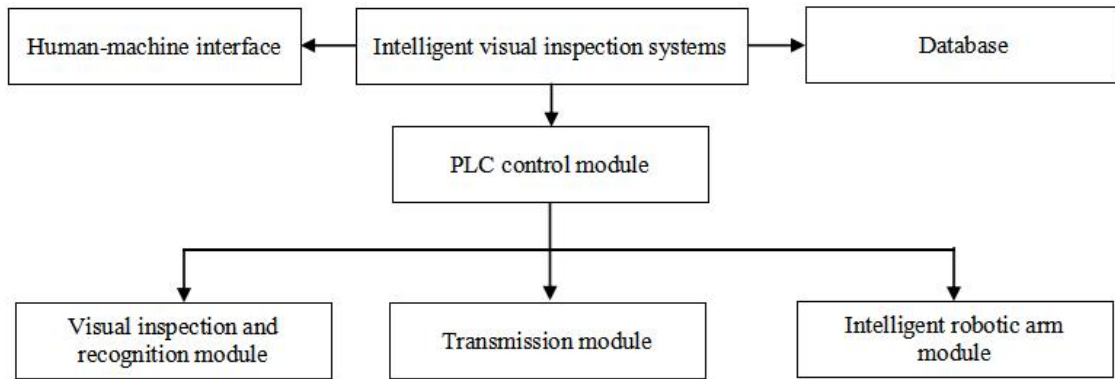 Human-machine interface
Intelligent visual inspection systems
Database
PLC control module
Visual inspection and
recognition module
Transmission module
Intelligent robotic arm
module